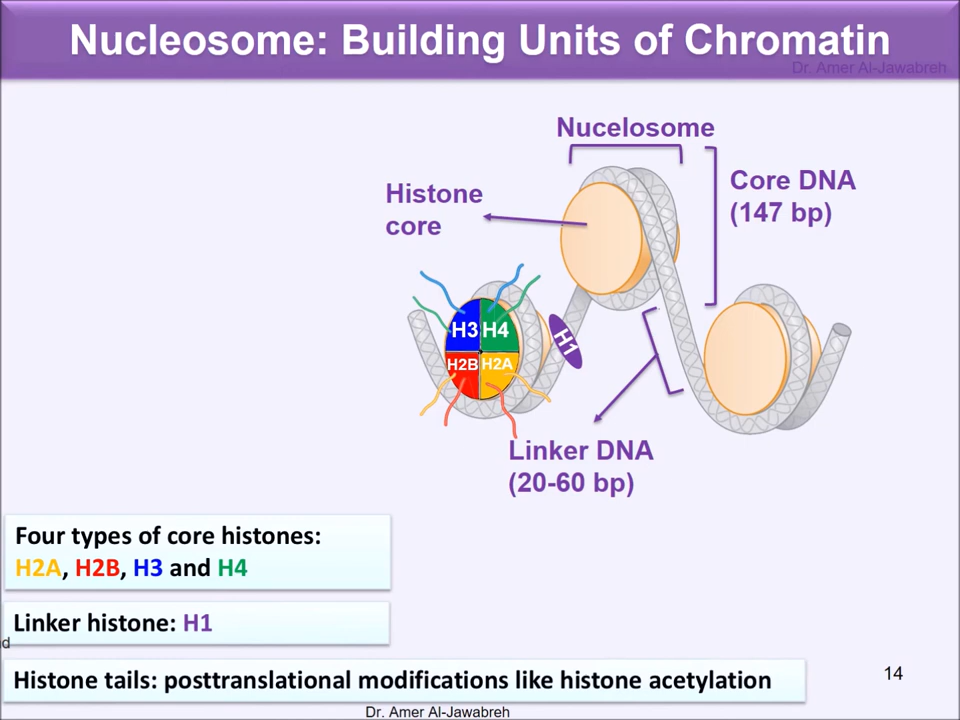 Nucleosome: Building Units of Chromatin
Dr. Amer Al-Jawabreh
Nucelosome
Histone
core
Core DNA
(147 bp)
H3 H4
H2B H2A
H1
Linker DNA
(20-60 bp)
Four types of core histones:
H2A, H2B, H3 and H4
Linker histone: H1
nd
Histone tails: posttranslational modifications like histone acetylation
14
Dr. Amer Al-Jawabreh